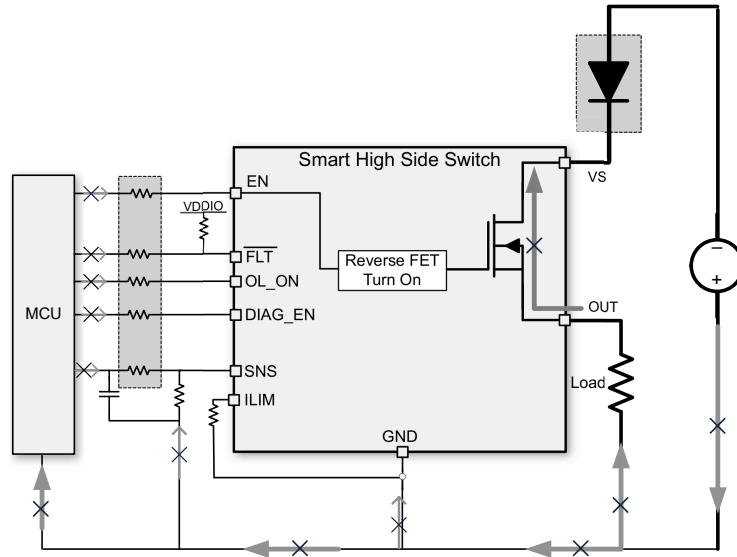 Smart High Side Switch
VS
EN
VDDIO
FLT
Reverse FET
Turn On
OL_ON
MCU
DIAG_EN
OUT
SNS
Load
ILIM
GND
−
+